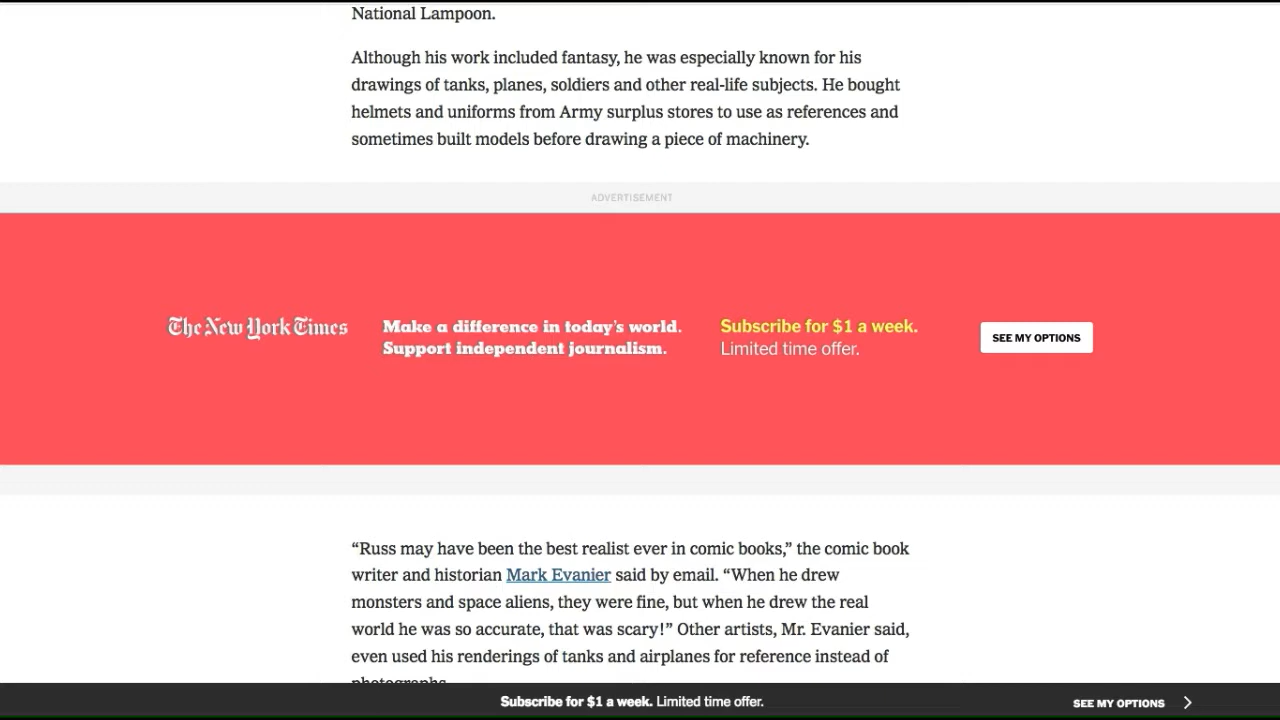 National Lampoon.
Although his work included fantasy, he was especially known for his
drawings of tanks, planes, soldiers and other real-life subjects. He bought
helmets and uniforms from Army surplus stores to use as references and
sometimes built models before drawing a piece of machinery.
ADVERTISEMENT
The New York Times
Make a difference in today's world.
Support independent journalism.
Subscribe for $1 a week.
Limited time offer.
SEE MY OPTIONS
“Russ may have been the best realist ever in comic books,” the comic book
writer and historian Mark Evanier said by email. “When he drew
monsters and space aliens, they were fine, but when he drew the real
world he was so accurate, that was scary!” Other artists, Mr. Evanier said,
even used his renderings of tanks and airplanes for reference instead of
photographs.
Subscribe for $1 a week. Limited time offer.
SEE MY OPTIONS